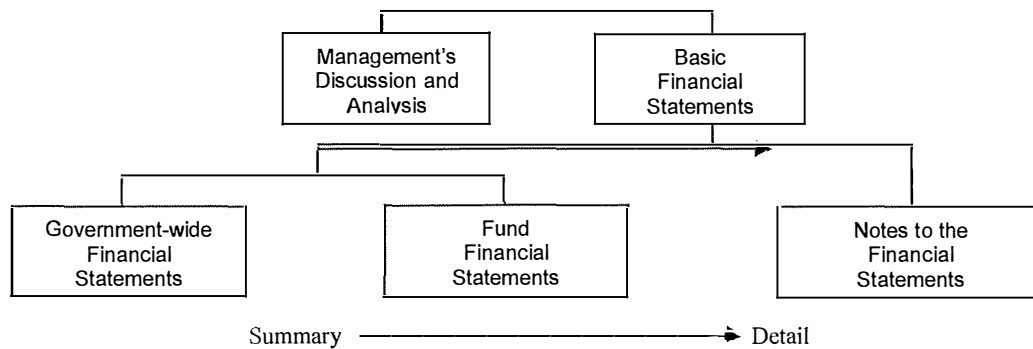 Management's
Discussion and
Analysis
Basic
Financial
Statements
Government-wide
Financial
Statements
Fund
Financial
Statements
Notes to the
Financial
Statements
Summary
Detail